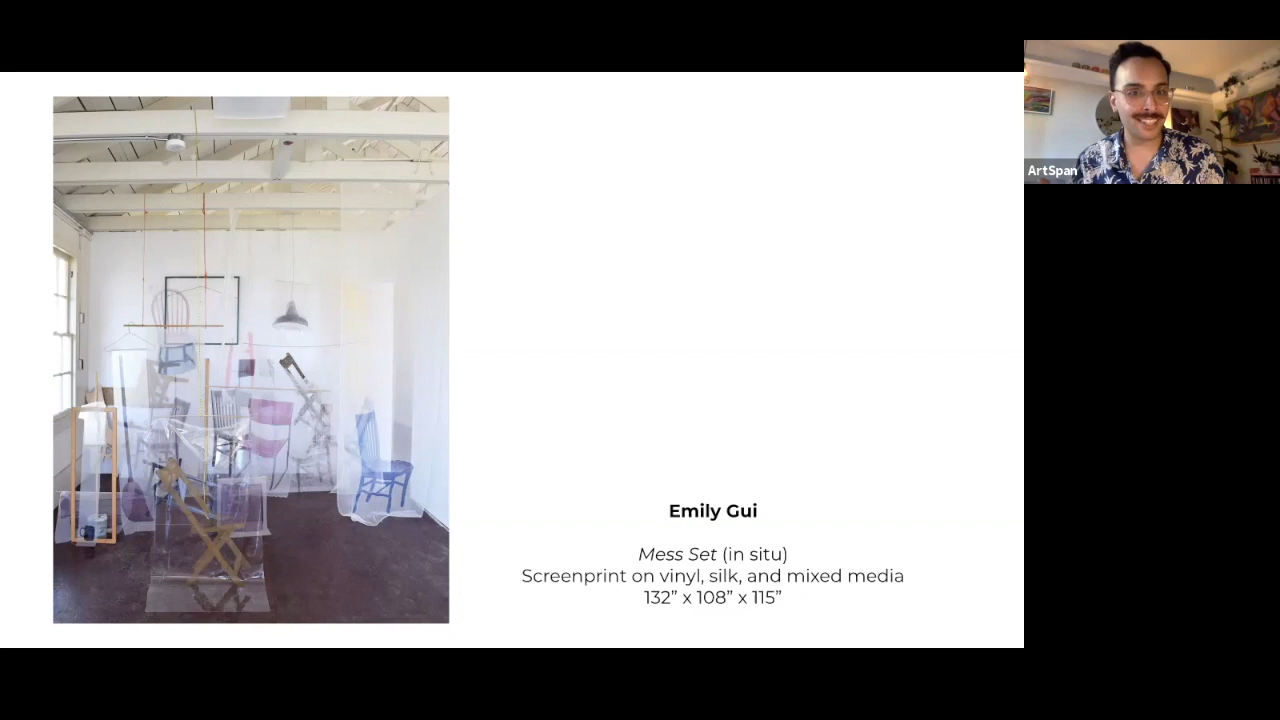 ArtSpan
Emily Gui
Mess Set (in situ)
Screenprint on vinyl, silk, and mixed media
132” x 108” x 115”